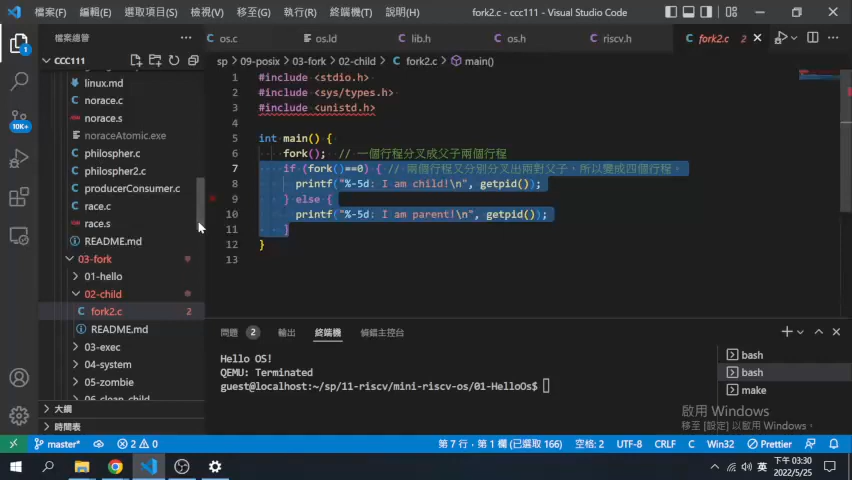 檔案(F) 編輯(E) 選取項目(S) 檢視(V) 移至(G) 執行(R) 終端機(T) 說明(H) fork2.c - ccc111 - Visual Studio Code
檔案總管 ··· os.c os.ld lib.h os.h riscv.h fork2.c 2
CCC111
sp > 09-posix > 03-fork > 02-child > fork2.c > main()
linux.md
norace.c
norace.s
noraceAtomic.exe
philospher.c
philospher2.c
producerConsumer.c
race.c
race.s
README.md
03-fork
01-hello
02-child
fork2.c 2
README.md
03-exec
04-system
05-zombie
06-clean_child
大綱
時間表
1 #include <stdio.h>
2 #include <sys/types.h>
3 #include <unistd.h>
4
5 int main() {
6 fork(); // 一個行程分叉成父子兩個行程
7 if (fork()==0) { // 兩個行程又分別分叉出兩對父子，所以變成四個行程。
8 printf("%-5d: I am child!\n", getpid());
9 } else {
10 printf("%-5d: I am parent!\n", getpid());
11 }
12 }
13
問題 2 輸出 終端機 偵錯主控台
Hello OS!
QEMU: Terminated
guest@localhost:~/sp/11-riscv/mini-riscv-os/01-HelloOs$
bash
bash
make
啟用 Windows
移至 [設定] 以啟用 Windows。
1
10K+
master* 2 0 第 7 行，第 1 欄 (已選取 166) 空格: 2 UTF-8 CRLF C Win32 Prettier
英 下午 03:30
2022/5/25